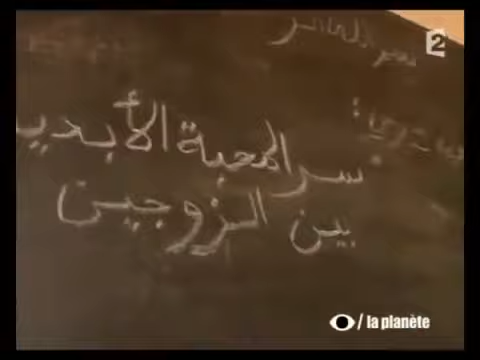 2
سر المحبة الأبدية
بين الزوجين
/ la planète